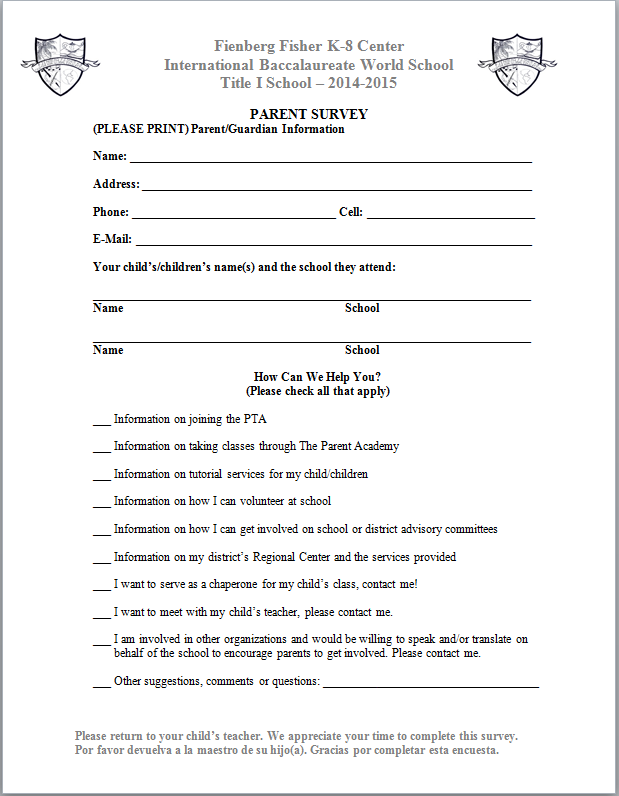 Fienberg Fisher K-8 Center
International Baccalaureate World School
Title I School – 2014-2015
PARENT SURVEY
(PLEASE PRINT) Parent/Guardian Information
Name: ____________________
Address: ____________________
Phone: ____________________ Cell: ____________________
E-Mail: ____________________
Your child’s/children’s name(s) and the school they attend:
____________________
Name School
____________________
Name School
How Can We Help You?
(Please check all that apply)
___ Information on joining the PTA
___ Information on taking classes through The Parent Academy
___ Information on tutorial services for my child/children
___ Information on how I can volunteer at school
___ Information on how I can get involved on school or district advisory committees
___ Information on my district’s Regional Center and the services provided
___ I want to serve as a chaperone for my child’s class, contact me!
___ I want to meet with my child’s teacher, please contact me.
___ I am involved in other organizations and would be willing to speak and/or translate on
behalf of the school to encourage parents to get involved. Please contact me.
___ Other suggestions, comments or questions: ____________________
Please return to your child’s teacher. We appreciate your time to complete this survey.
Por favor devuelva a la maestro de su hijo(a). Gracias por completar esta encuesta.